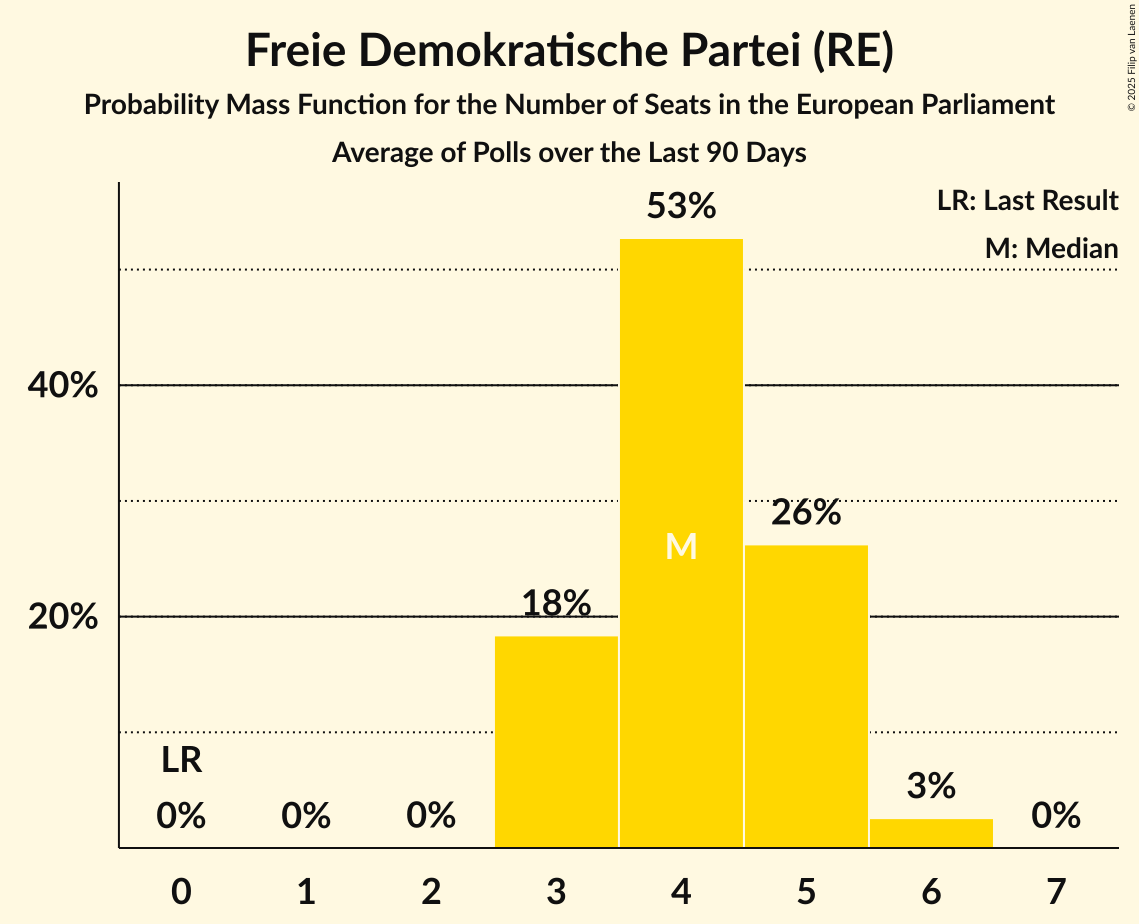 Freie Demokratische Partei (RE)
Probability Mass Function for the Number of Seats in the European Parliament
Average of Polls over the Last 90 Days
© 2025 Filip van Laenen
LR: Last Result
M: Median
53%
40%
26%
M
18%
20%
LR
0%
0%
0%
3%
0%
0 1 2 3 4 5 6 7